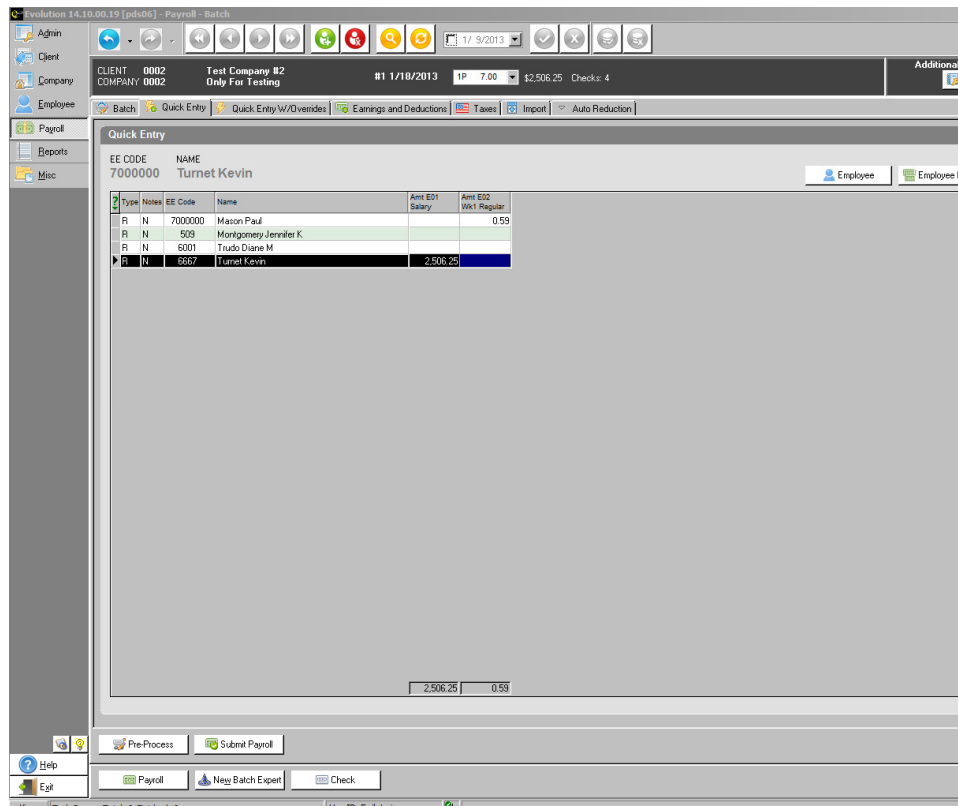 Evolution 14.10.00.19 [pds06] - Payroll - Batch
Admin
Client
Company
Employee
Payroll
Reports
Misc
1/ 9/2013
CLIENT 0002 Test Company #2
COMPANY 0002 Only For Testing
#1 1/18/2013 1P 7.00 $2,506.25 Checks: 4
Additional
Batch Quick Entry Quick Entry W/Overrides Earnings and Deductions Taxes Import Auto Reduction
Quick Entry
EE CODE NAME
7000000 Turnet Kevin
Employee Employee
? Type Notes EE Code Name Amt E01 Salary Amt E02 Wk1 Regular
R N 7000000 Mason Paul 0.59
R N 509 Montgomery Jennifer K
R N 6001 Trudo Diane M
R N 6667 Turnet Kevin 2,506.25
2,506.25 0.59
Pre-Process Submit Payroll
Help
Exit
Payroll New Batch Expert Check